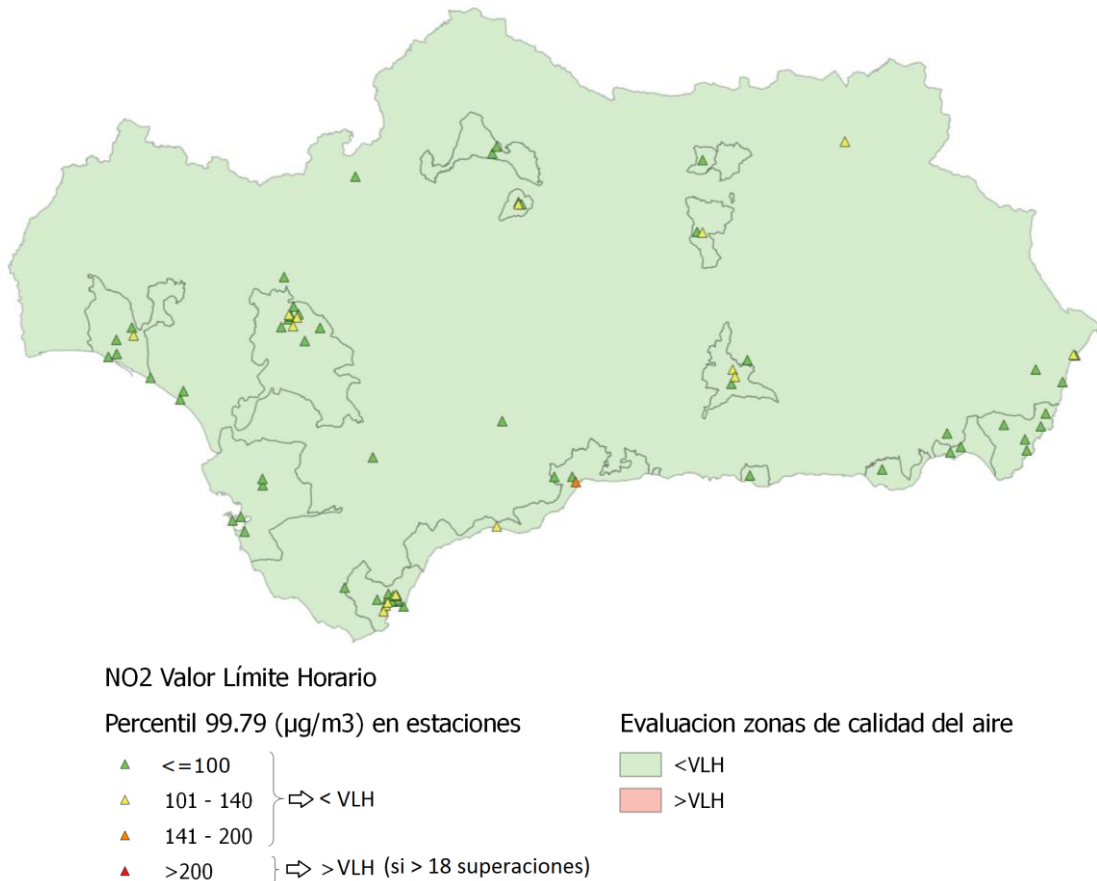 NO2 Valor Límite Horario
Percentil 99.79 (µg/m3) en estaciones
<=100
101 - 140
141 - 200
< VLH
>200
>VLH (si > 18 superaciones)
Evaluacion zonas de calidad del aire
<VLH
>VLH